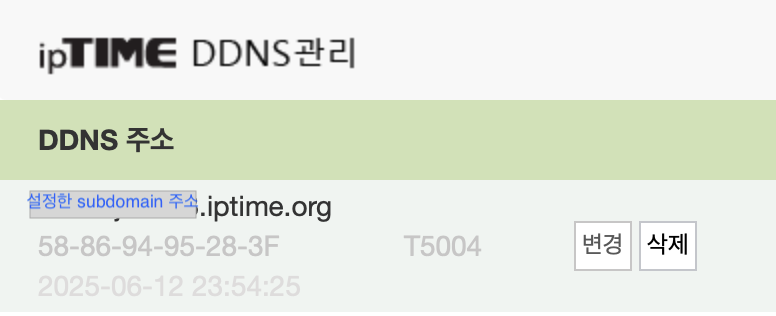 ipTIME DDNS관리
DDNS 주소
설정한 subdomain 주소.iptime.org
58-86-94-95-28-3F T5004 변경 삭제
2025-06-12 23:54:25